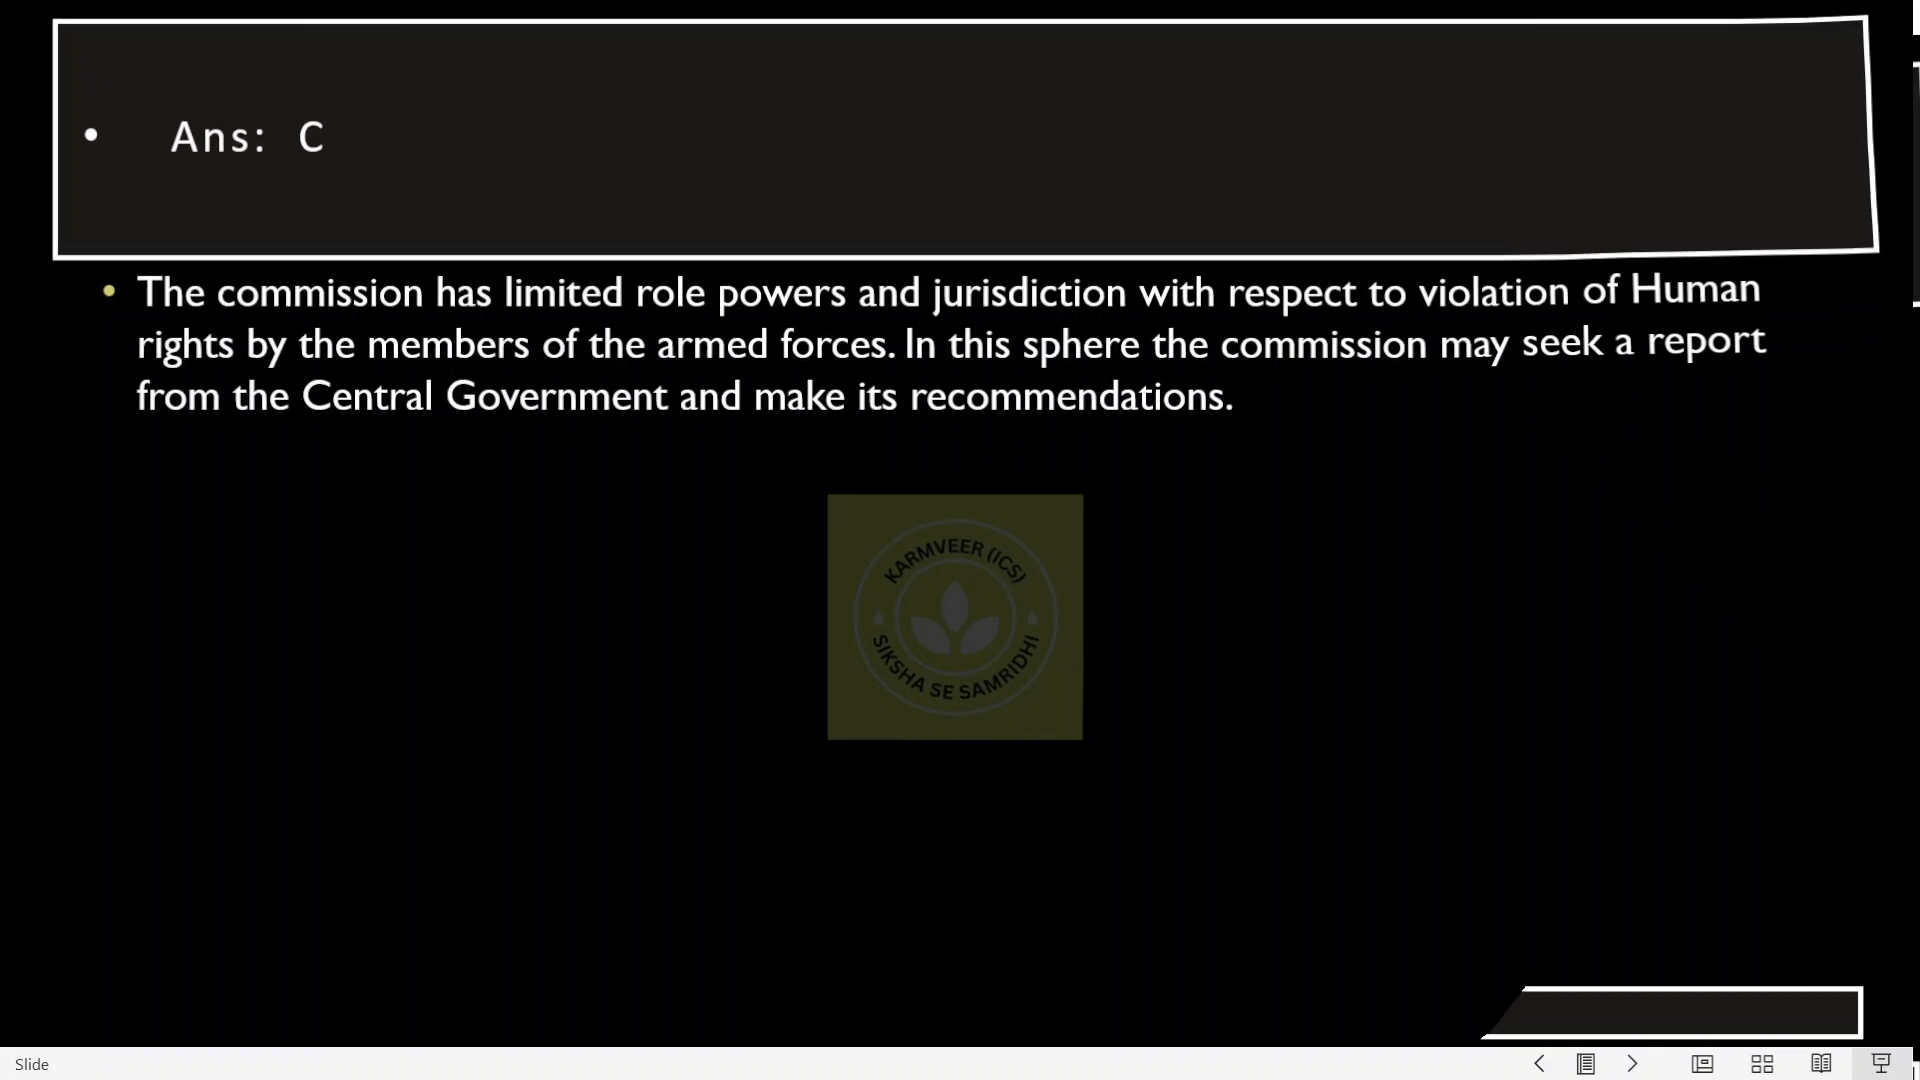 • Ans: C
• The commission has limited role powers and jurisdiction with respect to violation of Human
rights by the members of the armed forces. In this sphere the commission may seek a report
from the Central Government and make its recommendations.
KARMVEER (ICS)
SIKSHA SE SAMRIDHI
Slide